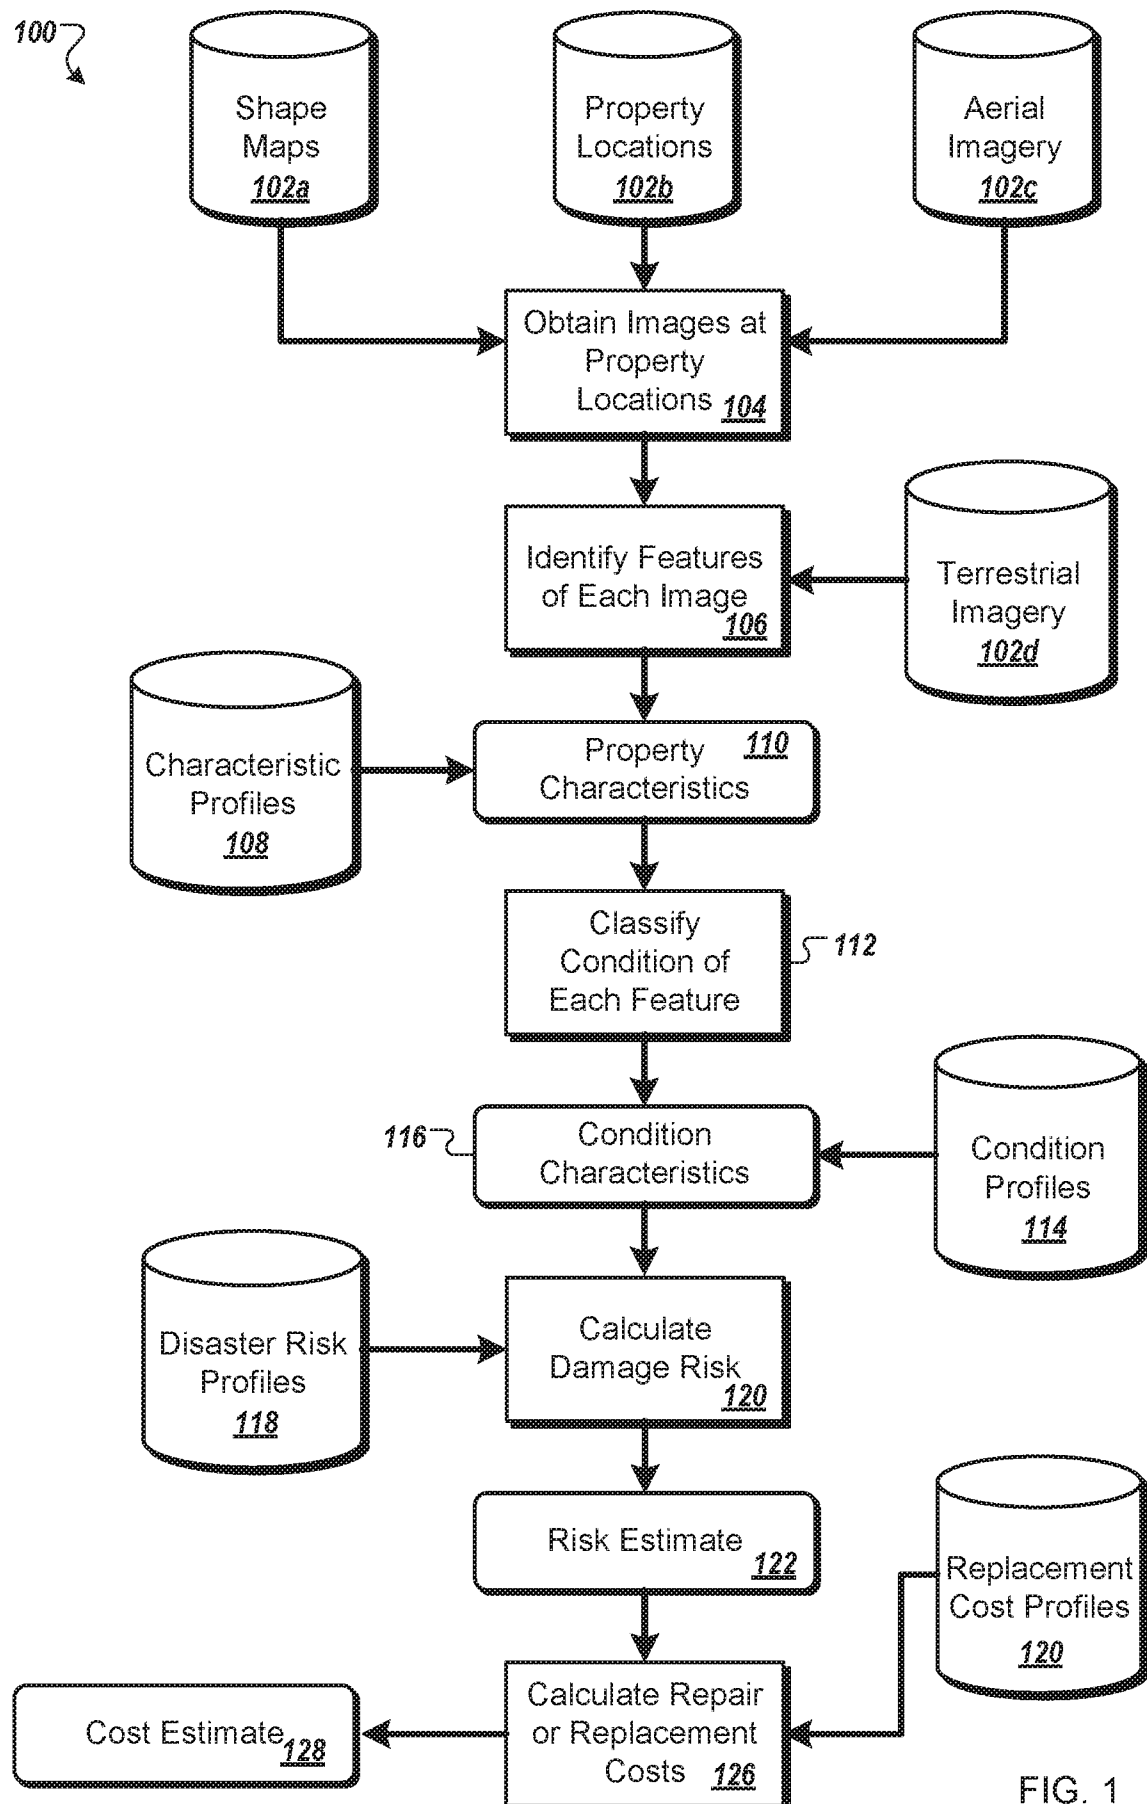 100
Shape
Maps
102a
Property
Locations
102b
Aerial
Imagery
102c
Obtain Images at
Property
Locations 104
Identify Features
of Each Image
106
Terrestrial
Imagery
102d
Characteristic
Profiles
108
110
Property
Characteristics
Classify
Condition of
Each Feature
112
116
Condition
Characteristics
Condition
Profiles
114
Disaster Risk
Profiles
118
Calculate
Damage Risk
120
Risk Estimate
122
Replacement
Cost Profiles
120
Calculate Repair
or Replacement
Costs 126
Cost Estimate
128
FIG. 1